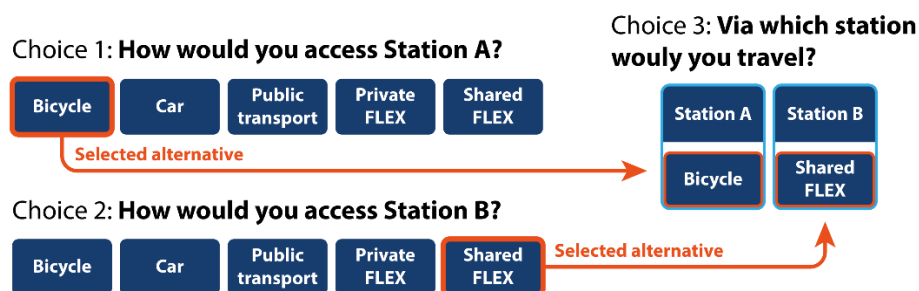 Choice 1: How would you access Station A?
Bicycle
Car
Public
transport
Private
FLEX
Shared
FLEX
Selected alternative
Choice 2: How would you access Station B?
Bicycle
Car
Public
transport
Private
FLEX
Shared
FLEX
Selected alternative
Choice 3: Via which station
wouly you travel?
Station A
Station B
Bicycle
Shared
FLEX